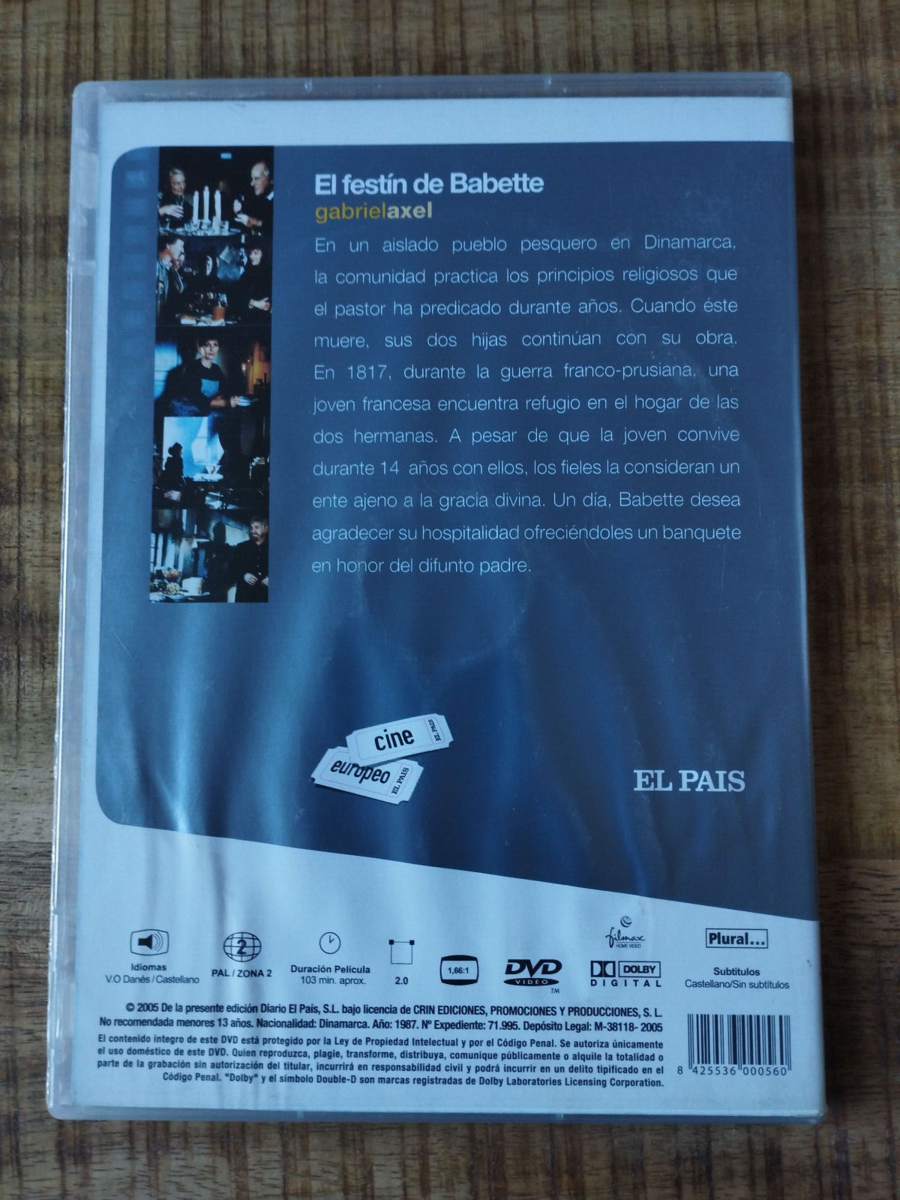 El festín de Babette
gabrielaxel
En un aislado pueblo pesquero en Dinamarca,
la comunidad practica los principios religiosos que
el pastor ha predicado durante años. Cuando éste
muere, sus dos hijas continúan con su obra.
En 1817, durante la guerra franco-prusiana, una
joven francesa encuentra refugio en el hogar de las
dos hermanas. A pesar de que la joven convive
durante 14 años con ellos, los fieles la consideran un
ente ajeno a la gracia divina. Un día, Babette desea
agradecer su hospitalidad ofreciéndoles un banquete
en honor del difunto padre.
cine EL PAIS
europeo EL PAIS
EL PAIS
Idiomas
V.O Danés / Castellano
2
PAL / ZONA 2
Duración Película
103 min. aprox.
2.0
1,66:1
DVD
VIDEO
TM
filmax
HOME VIDEO
DOLBY
DIGITAL
Plural...
Subtítulos
Castellano/Sin subtítulos
© 2005 De la presente edición Diario El País, S.L. bajo licencia de CRIN EDICIONES, PROMOCIONES Y PRODUCCIONES, S. L.
No recomendada menores 13 años. Nacionalidad: Dinamarca. Año: 1987. Nº Expediente: 71.995. Depósito Legal: M-38118- 2005
El contenido íntegro de este DVD está protegido por la Ley de Propiedad Intelectual y por el Código Penal. Se autoriza únicamente
el uso doméstico de este DVD. Quien reproduzca, plagie, transforme, distribuya, comunique públicamente o alquile la totalidad o
parte de la grabación sin autorización del titular, incurrirá en responsabilidad civil y podrá incurrir en un delito tipificado en el
Código Penal. "Dolby" y el símbolo Double-D son marcas registradas de Dolby Laboratories Licensing Corporation.
8 425536 000560